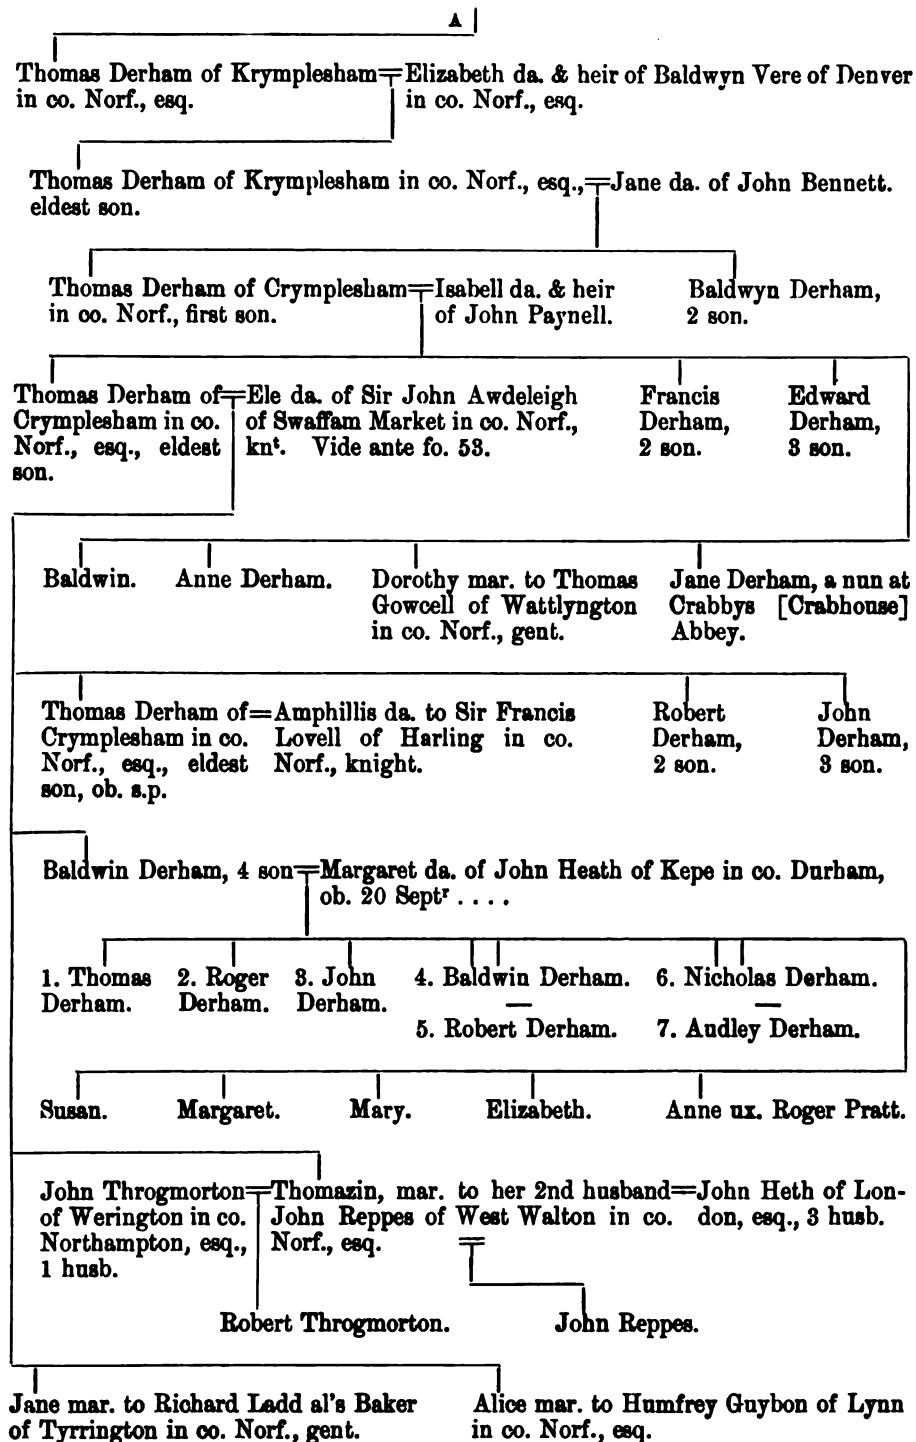 A
Thomas Derham of Krymplesham=Elizabeth da. & heir of Baldwyn Vere of Denver
in co. Norf., esq.
in co. Norf., esq.
Thomas Derham of Krymplesham in co. Norf., esq.,=Jane da. of John Bennett.
eldest son.
Thomas Derham of Crymplesham=Isabell da. & heir
in co. Norf., first son.
of John Paynell.
Baldwyn Derham,
2 son.
Thomas Derham of=
Crymplesham in co.
Norf., esq., eldest
son.
Ele da. of Sir John Awdeleigh
of Swaffam Market in co. Norf.,
knᵗ. Vide ante fo. 53.
Francis
Derham,
2 son.
Edward
Derham,
3 son.
Baldwin.
Anne Derham.
Dorothy mar. to Thomas
Gowcell of Wattlyngton
in co. Norf., gent.
Jane Derham, a nun at
Crabbys [Crabhouse]
Abbey.
Thomas Derham of=
Crymplesham in co.
Norf., esq., eldest
son, ob. s.p.
Amphillis da. to Sir Francis
Lovell of Harling in co.
Norf., knight.
Robert
Derham,
2 son.
John
Derham,
3 son.
Baldwin Derham, 4 son=Margaret da. of John Heath of Kepe in co. Durham,
ob. 20 Septʳ . . . .
1. Thomas
Derham.
2. Roger
Derham.
3. John
Derham.
4. Baldwin Derham.
—
5. Robert Derham.
6. Nicholas Derham.
—
7. Audley Derham.
Susan.
Margaret.
Mary.
Elizabeth.
Anne ux. Roger Pratt.
John Throgmorton=
of Werington in co.
Northampton, esq.,
1 husb.
Thomazin, mar. to her 2nd husband=
John Reppes of West Walton in co.
Norf., esq.
=
John Heth of Lon-
don, esq., 3 husb.
Robert Throgmorton.
John Reppes.
Jane mar. to Richard Ladd al's Baker
of Tyrrington in co. Norf., gent.
Alice mar. to Humfrey Guybon of Lynn
in co. Norf., esq.